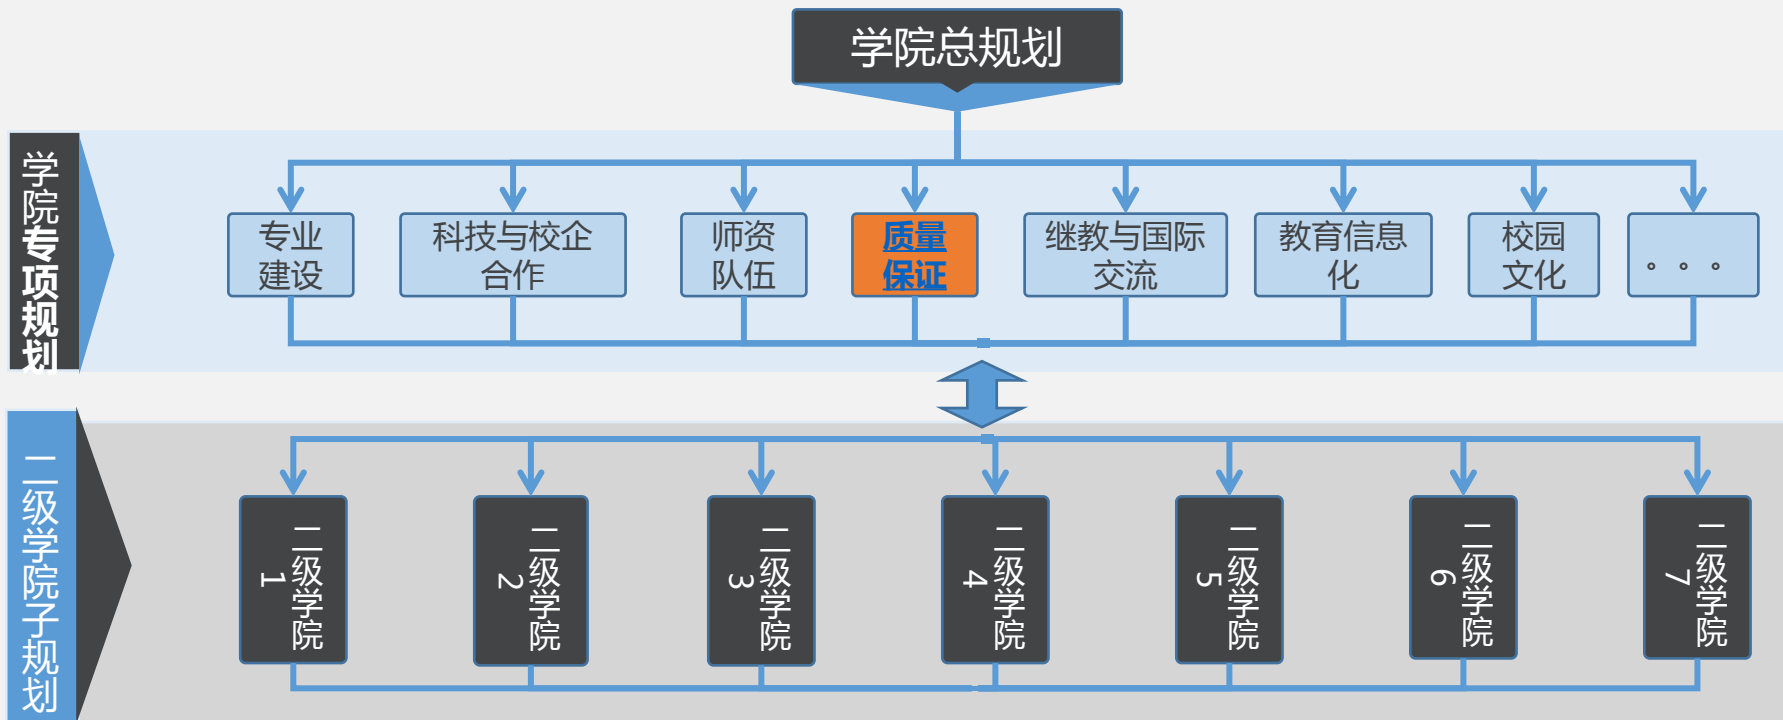 学院总规划
学院专项规划
专业
建设
科技与校企
合作
师资
队伍
质量
保证
继教与国际
交流
教育信息
化
校园
文化
。。。
二级学院子规划
二级学院
1
二级学院
2
二级学院
3
二级学院
4
二级学院
5
二级学院
6
二级学院
7